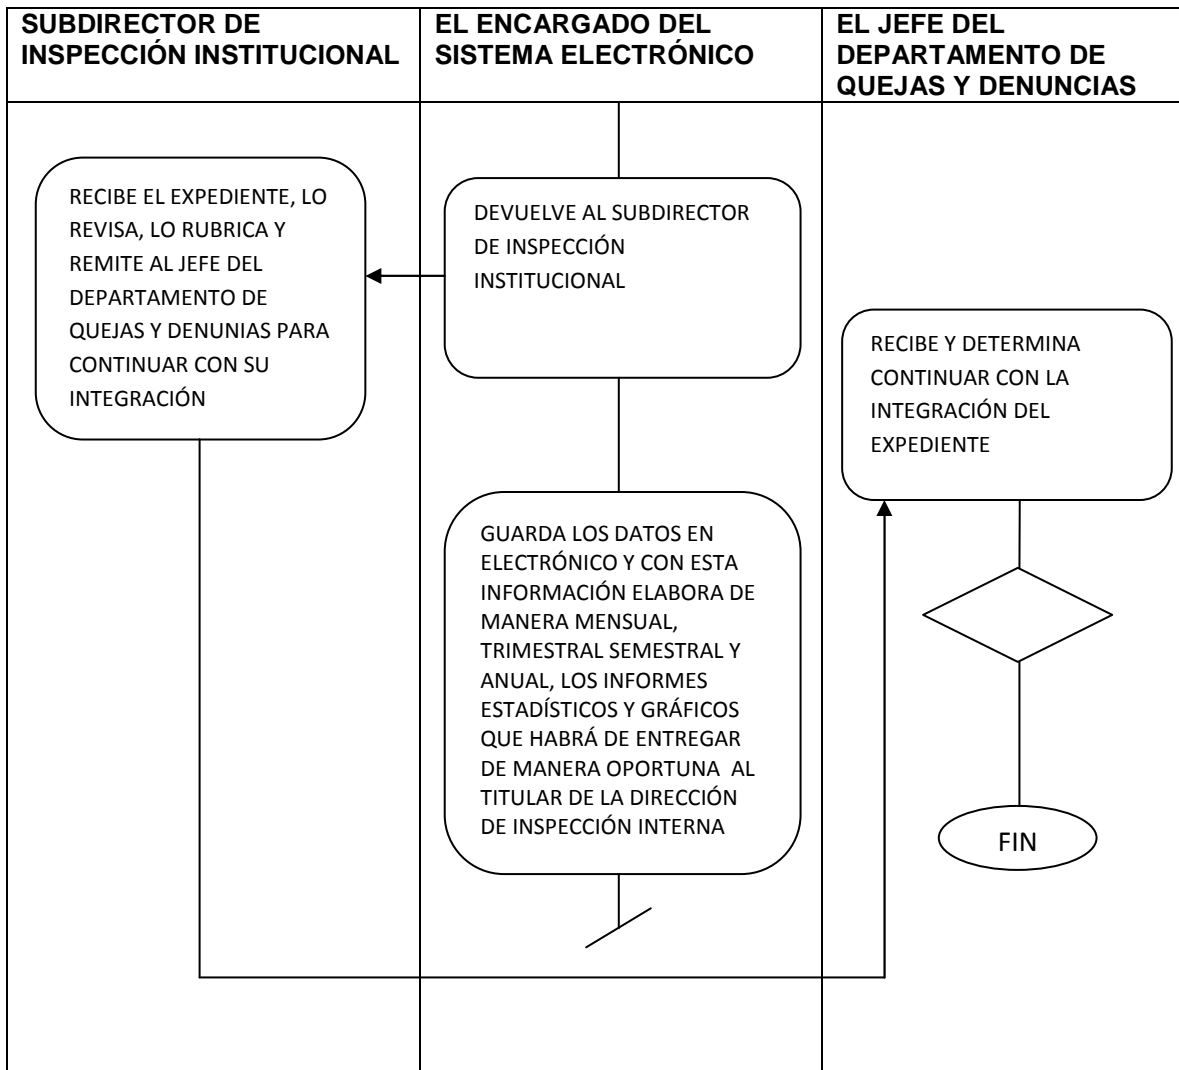 SUBDIRECTOR DE
INSPECCIÓN INSTITUCIONAL
EL ENCARGADO DEL
SISTEMA ELECTRÓNICO
EL JEFE DEL
DEPARTAMENTO DE
QUEJAS Y DENUNCIAS
RECIBE EL EXPEDIENTE, LO
REVISA, LO RUBRICA Y
REMITE AL JEFE DEL
DEPARTAMENTO DE
QUEJAS Y DENUNIAS PARA
CONTINUAR CON SU
INTEGRACIÓN
DEVUELVE AL SUBDIRECTOR
DE INSPECCIÓN
INSTITUCIONAL
RECIBE Y DETERMINA
CONTINUAR CON LA
INTEGRACIÓN DEL
EXPEDIENTE
GUARDA LOS DATOS EN
ELECTRÓNICO Y CON ESTA
INFORMACIÓN ELABORA DE
MANERA MENSUAL,
TRIMESTRAL SEMESTRAL Y
ANUAL, LOS INFORMES
ESTADÍSTICOS Y GRÁFICOS
QUE HABRÁ DE ENTREGAR
DE MANERA OPORTUNA  AL
TITULAR DE LA DIRECCIÓN
DE INSPECCIÓN INTERNA
FIN